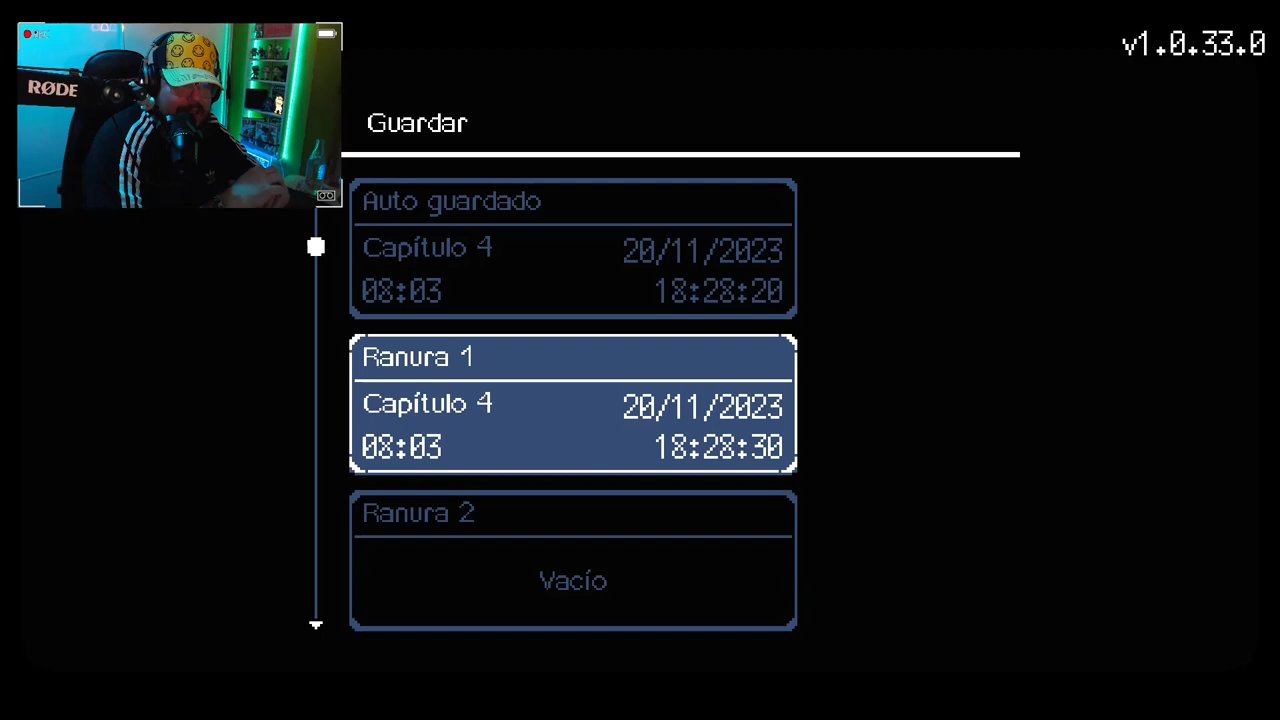 RØDE
v1.0.33.0
Guardar
Auto guardado
Capítulo 4 20/11/2023
08:03 18:28:20
Ranura 1
Capítulo 4 20/11/2023
08:03 18:28:30
Ranura 2
Vacío